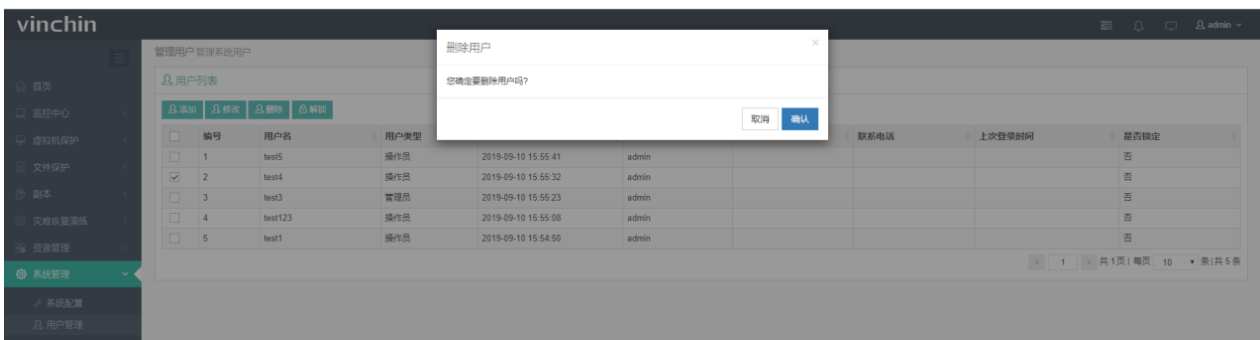 vinchin
admin
管理用户 管理系统用户
删除用户
×
您确定要删除用户吗?
取消 确认
首页
监控中心
虚拟机保护
文件保护
副本
灾难恢复演练
资源管理
系统管理
系统配置
用户管理
用户列表
添加 修改 删除 解锁
编号 用户名 用户类型 联系电话 上次登录时间 是否锁定
1 test5 操作员 2019-09-10 15:55:41 admin 否
2 test4 操作员 2019-09-10 15:55:32 admin 否
3 test3 管理员 2019-09-10 15:55:23 admin 否
4 test123 操作员 2019-09-10 15:55:08 admin 否
5 test1 操作员 2019-09-10 15:54:50 admin 否
< 1 > 共1页 | 每页 10 条|共 5 条